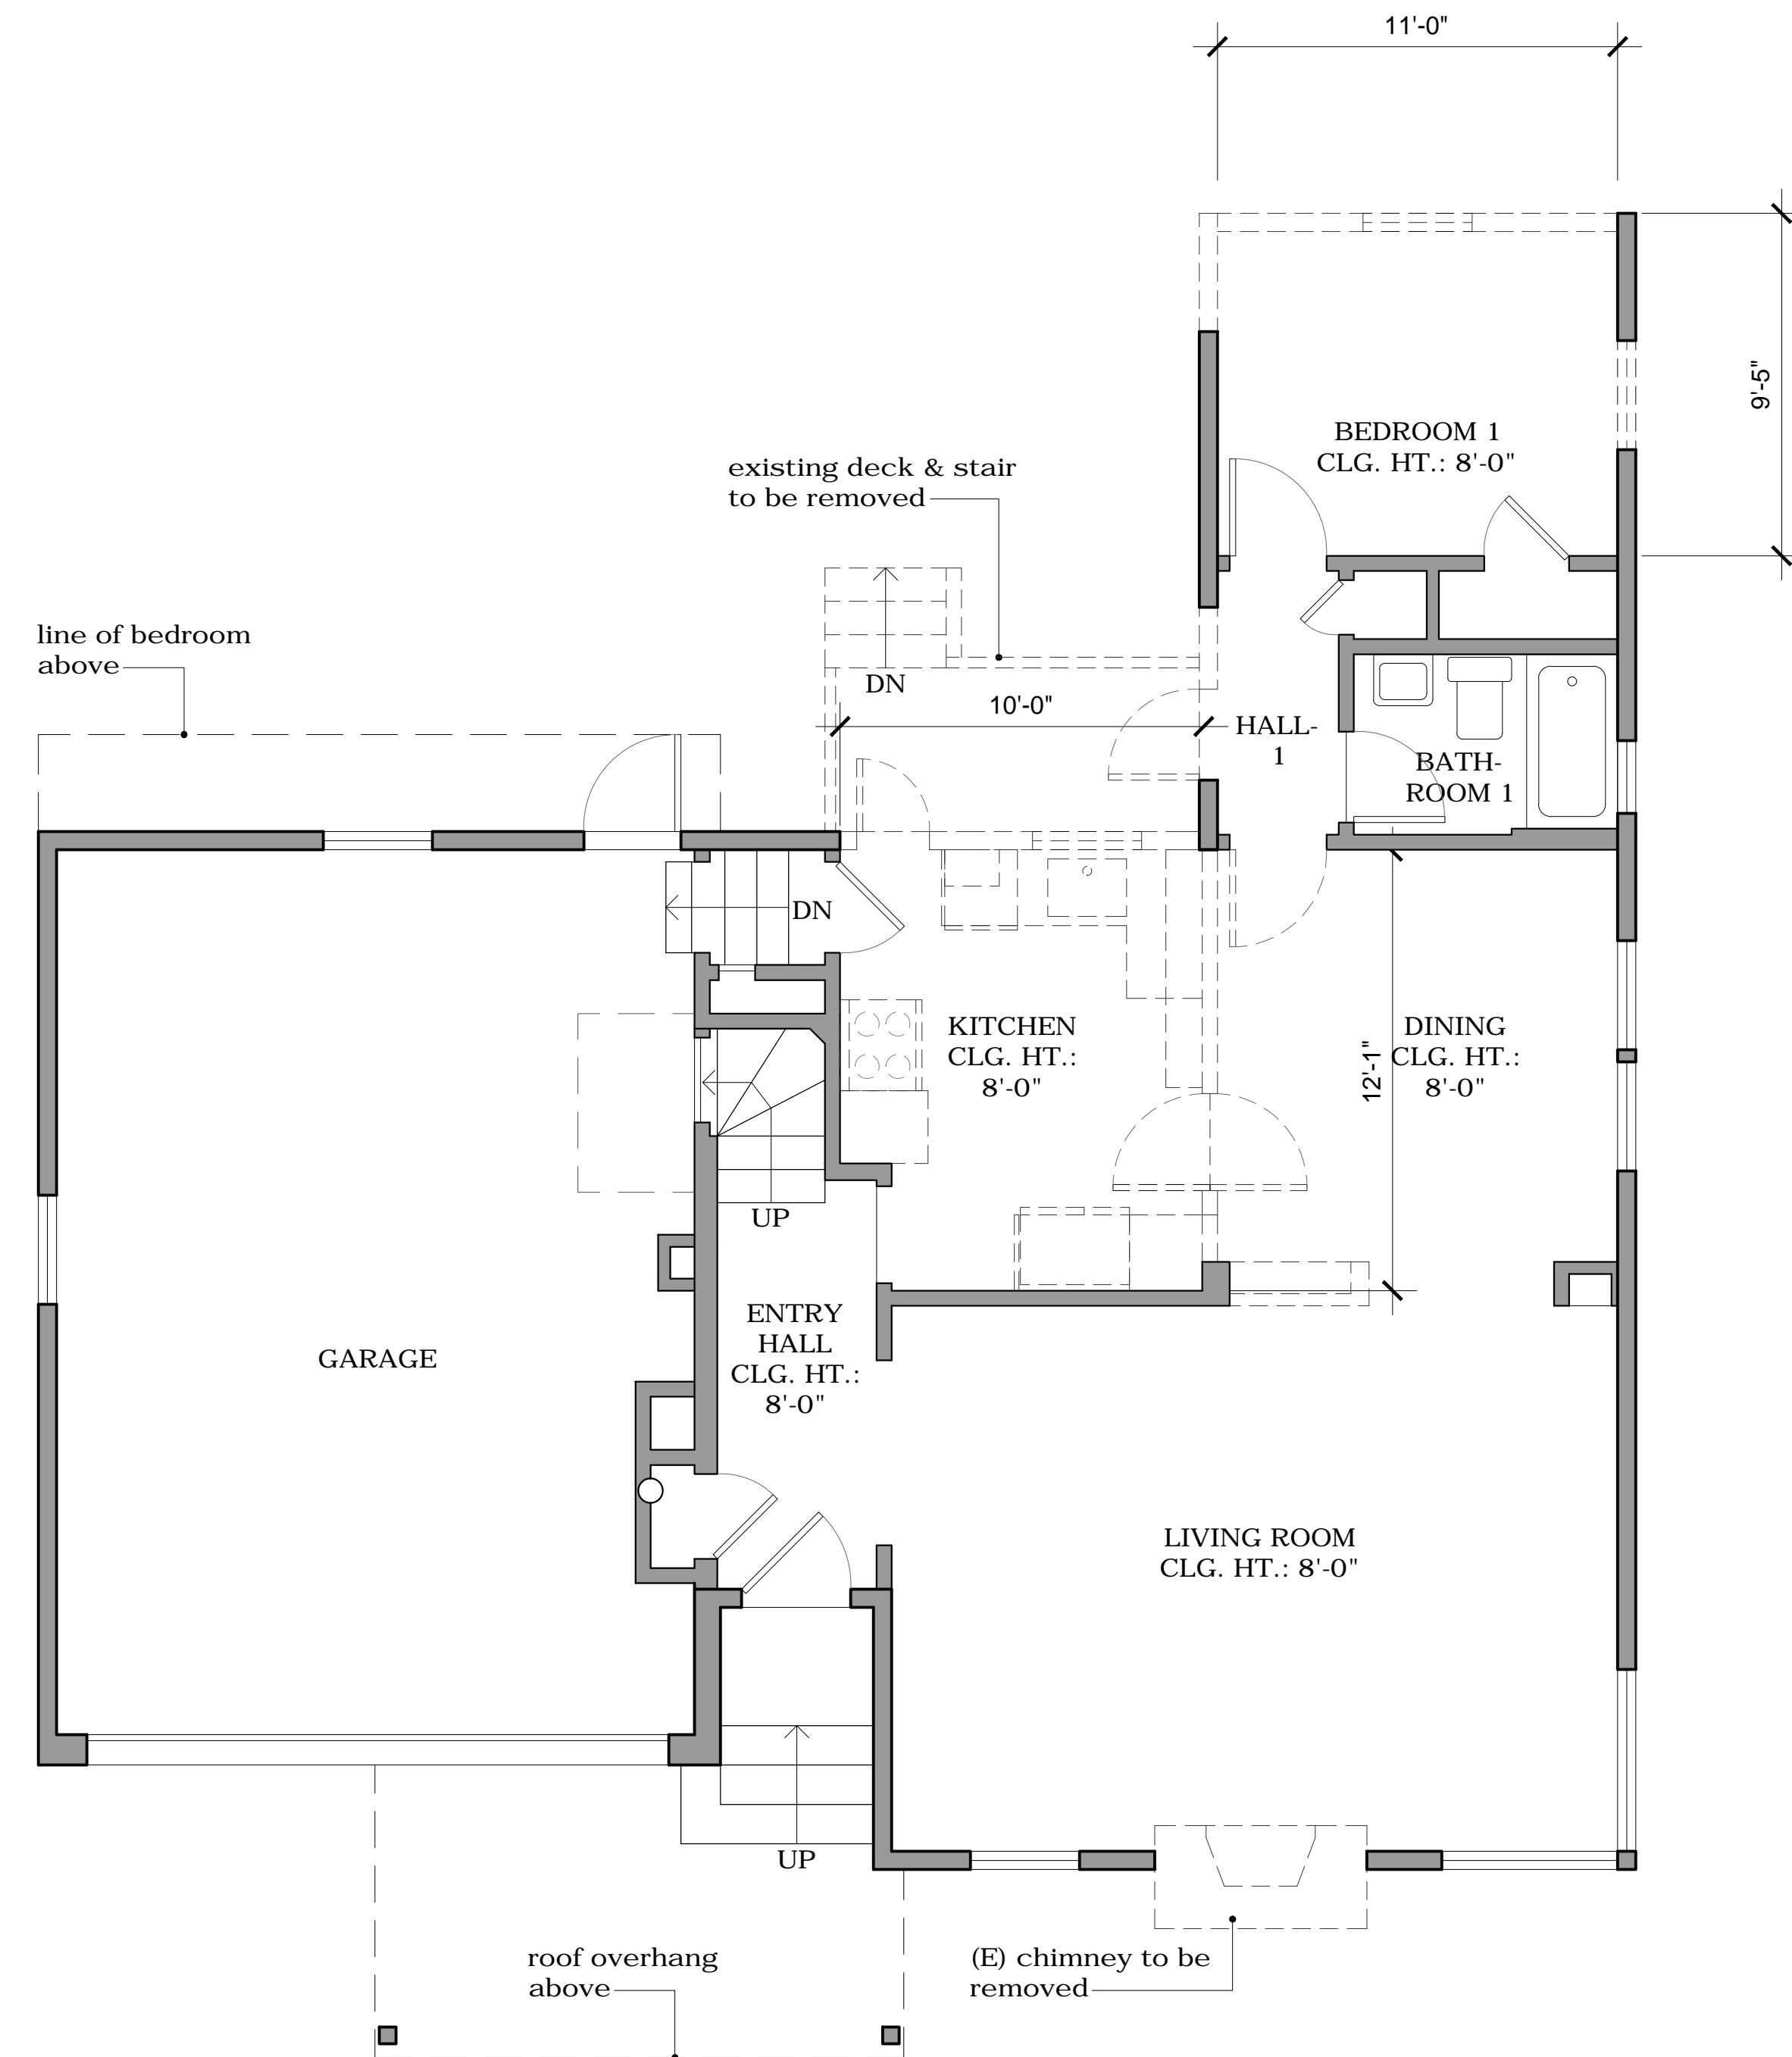 11'-0"
9'-5"
BEDROOM 1
CLG. HT.: 8'-0"
existing deck & stair
to be removed
line of bedroom
above
DN
10'-0"
HALL-
1
BATH-
ROOM 1
DN
KITCHEN
CLG. HT.:
8'-0"
12'-1"
DINING
CLG. HT.:
8'-0"
UP
ENTRY
HALL
CLG. HT.:
8'-0"
GARAGE
LIVING ROOM
CLG. HT.: 8'-0"
UP
roof overhang
above
(E) chimney to be
removed